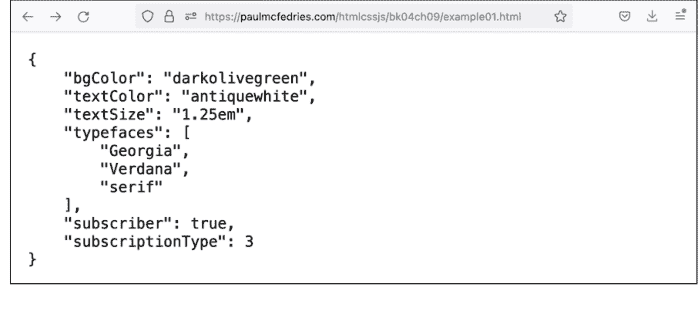 https://paulmcfedries.com/htmlcssjs/bk04ch09/example01.html
{
    "bgColor": "darkolivegreen",
    "textColor": "antiquewhite",
    "textSize": "1.25em",
    "typefaces": [
        "Georgia",
        "Verdana",
        "serif"
    ],
    "subscriber": true,
    "subscriptionType": 3
}